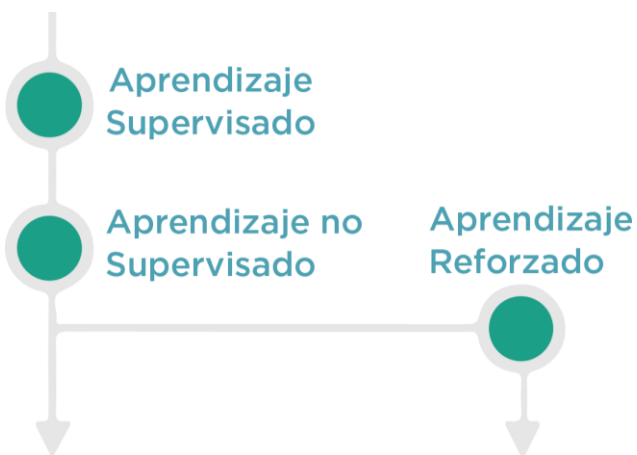 Aprendizaje
Supervisado
Aprendizaje no
Supervisado
Aprendizaje
Reforzado